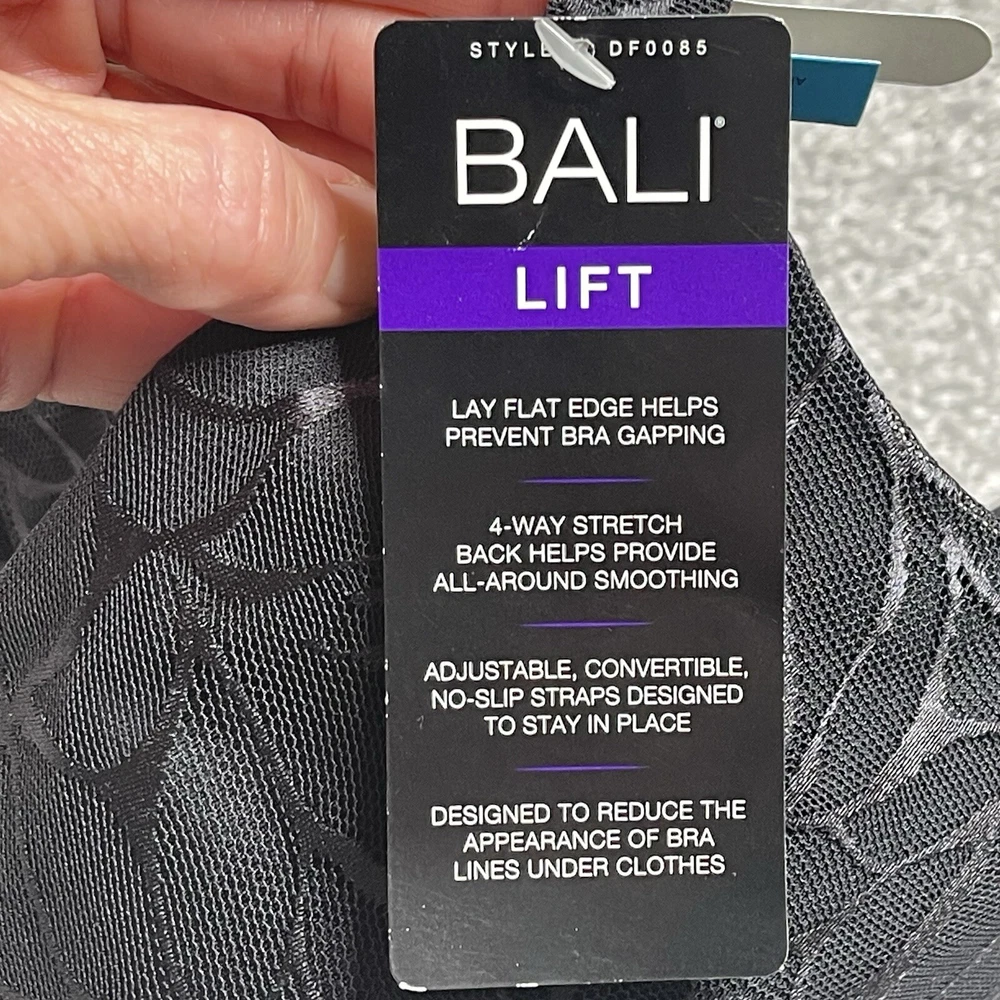 STYLE DF0085
BALI®
LIFT
LAY FLAT EDGE HELPS
PREVENT BRA GAPPING
4-WAY STRETCH
BACK HELPS PROVIDE
ALL-AROUND SMOOTHING
ADJUSTABLE, CONVERTIBLE,
NO-SLIP STRAPS DESIGNED
TO STAY IN PLACE
DESIGNED TO REDUCE THE
APPEARANCE OF BRA
LINES UNDER CLOTHES